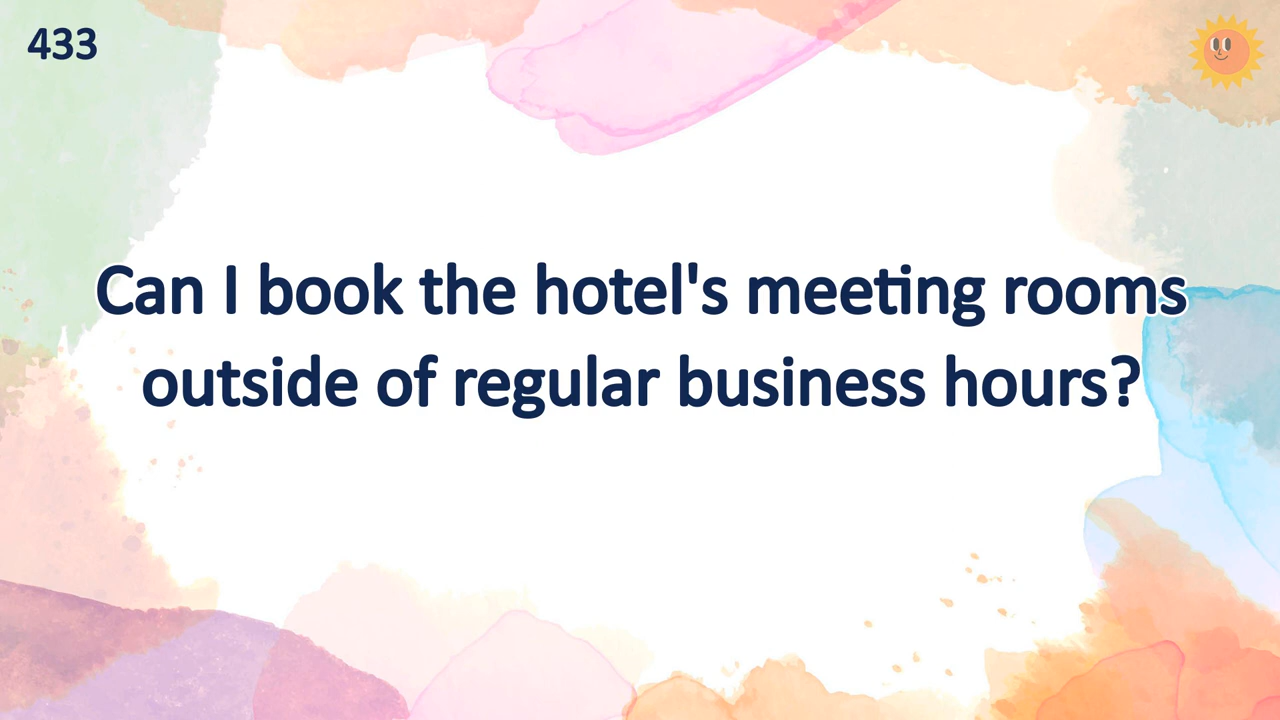 433
Can I book the hotel's meeting rooms
outside of regular business hours?